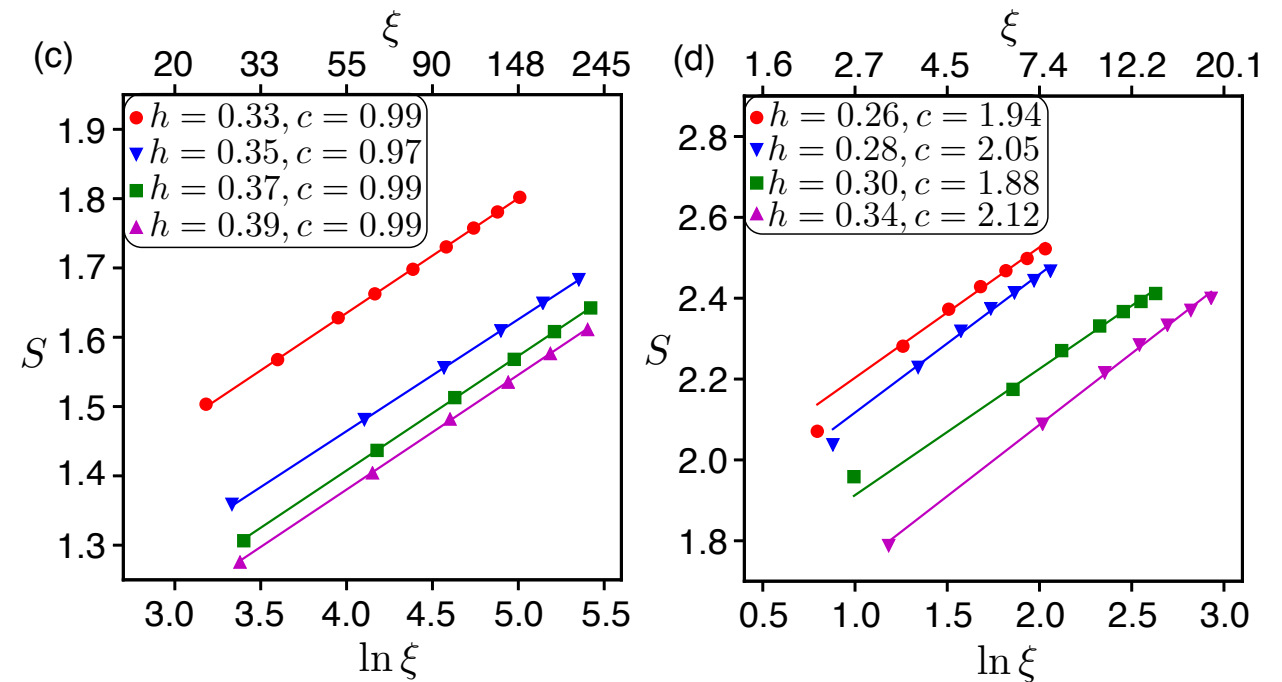 (c)
ξ
20 33 55 90 148 245
h = 0.33, c = 0.99
h = 0.35, c = 0.97
h = 0.37, c = 0.99
h = 0.39, c = 0.99
1.9
1.8
1.7
1.6
1.5
1.4
1.3
S
3.0 3.5 4.0 4.5 5.0 5.5
ln ξ
(d)
ξ
1.6 2.7 4.5 7.4 12.2 20.1
h = 0.26, c = 1.94
h = 0.28, c = 2.05
h = 0.30, c = 1.88
h = 0.34, c = 2.12
2.8
2.6
2.4
2.2
2.0
1.8
S
0.5 1.0 1.5 2.0 2.5 3.0
ln ξ